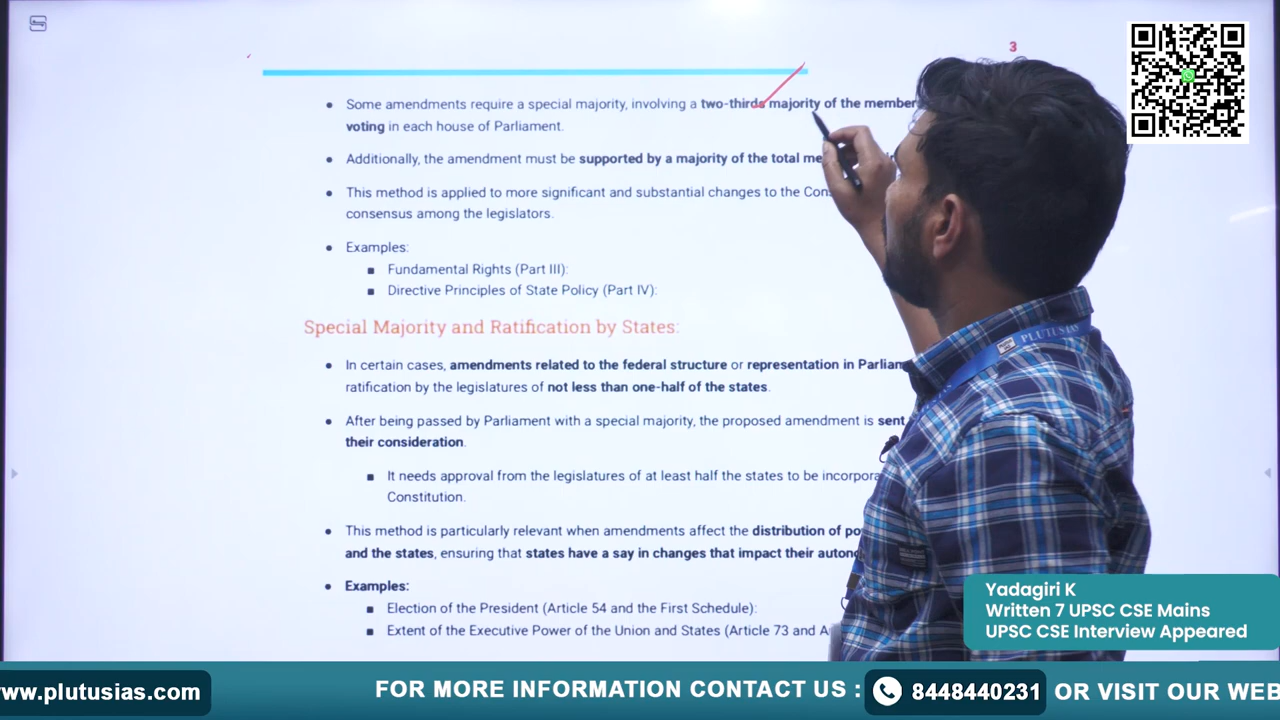 3
Some amendments require a special majority, involving a two-thirds majority of the member
voting in each house of Parliament.
Additionally, the amendment must be supported by a majority of the total me
This method is applied to more significant and substantial changes to the Cons
consensus among the legislators.
Examples:
Fundamental Rights (Part III):
Directive Principles of State Policy (Part IV):
Special Majority and Ratification by States:
In certain cases, amendments related to the federal structure or representation in Parliam
ratification by the legislatures of not less than one-half of the states.
After being passed by Parliament with a special majority, the proposed amendment is sent
their consideration.
It needs approval from the legislatures of at least half the states to be incorpora
Constitution.
This method is particularly relevant when amendments affect the distribution of po
and the states, ensuring that states have a say in changes that impact their auton
Examples:
Election of the President (Article 54 and the First Schedule):
Extent of the Executive Power of the Union and States (Article 73 and A
PLUTUSIAS
Yadagiri K
Written 7 UPSC CSE Mains
UPSC CSE Interview Appeared
www.plutusias.com
FOR MORE INFORMATION CONTACT US :
8448440231
OR VISIT OUR WEB